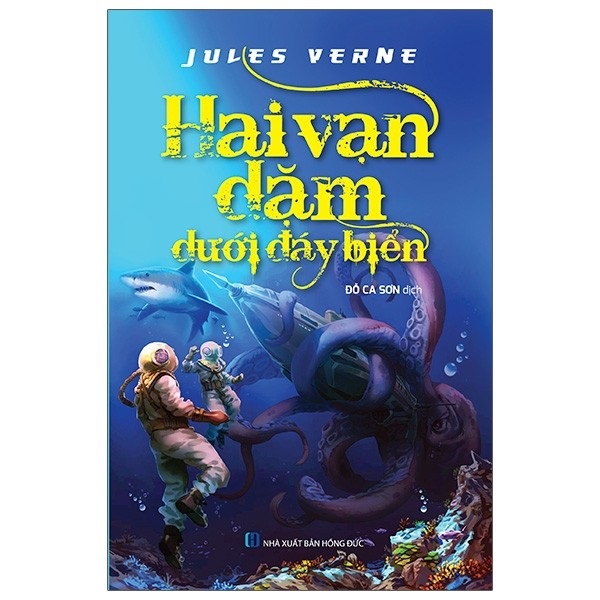 JULES VERNE
Hai vạn
dặm
dưới đáy biển
ĐỖ CA SƠN dịch
NHÀ XUẤT BẢN HỒNG ĐỨC